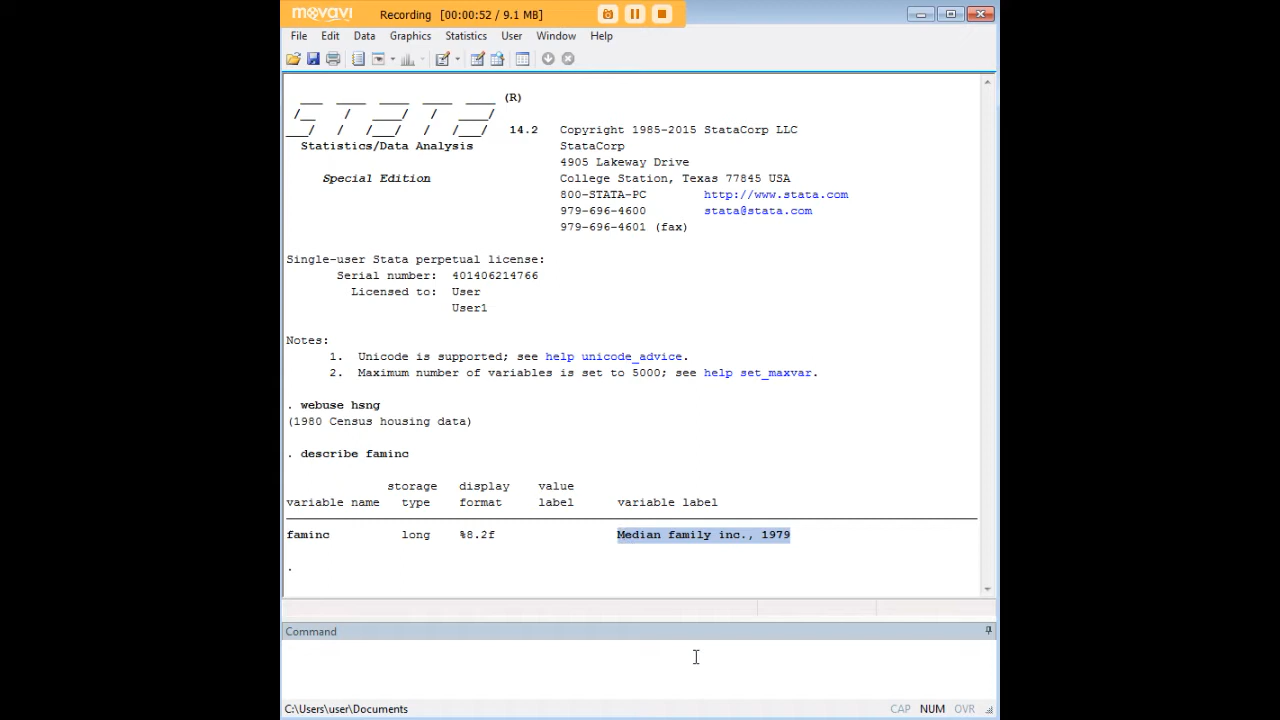 movavi Recording [00:00:52 / 9.1 MB]
File Edit Data Graphics Statistics User Window Help
(R)
STATA 14.2 Copyright 1985-2015 StataCorp LLC
Statistics/Data Analysis StataCorp
4905 Lakeway Drive
Special Edition College Station, Texas 77845 USA
800-STATA-PC http://www.stata.com
979-696-4600 stata@stata.com
979-696-4601 (fax)
Single-user Stata perpetual license:
Serial number: 401406214766
Licensed to: User
User1
Notes:
1. Unicode is supported; see help unicode_advice.
2. Maximum number of variables is set to 5000; see help set_maxvar.
. webuse hsng
(1980 Census housing data)
. describe faminc
storage display value
variable name type format label variable label
faminc long %8.2f Median family inc., 1979
.
Command
C:\Users\user\Documents CAP NUM OVR